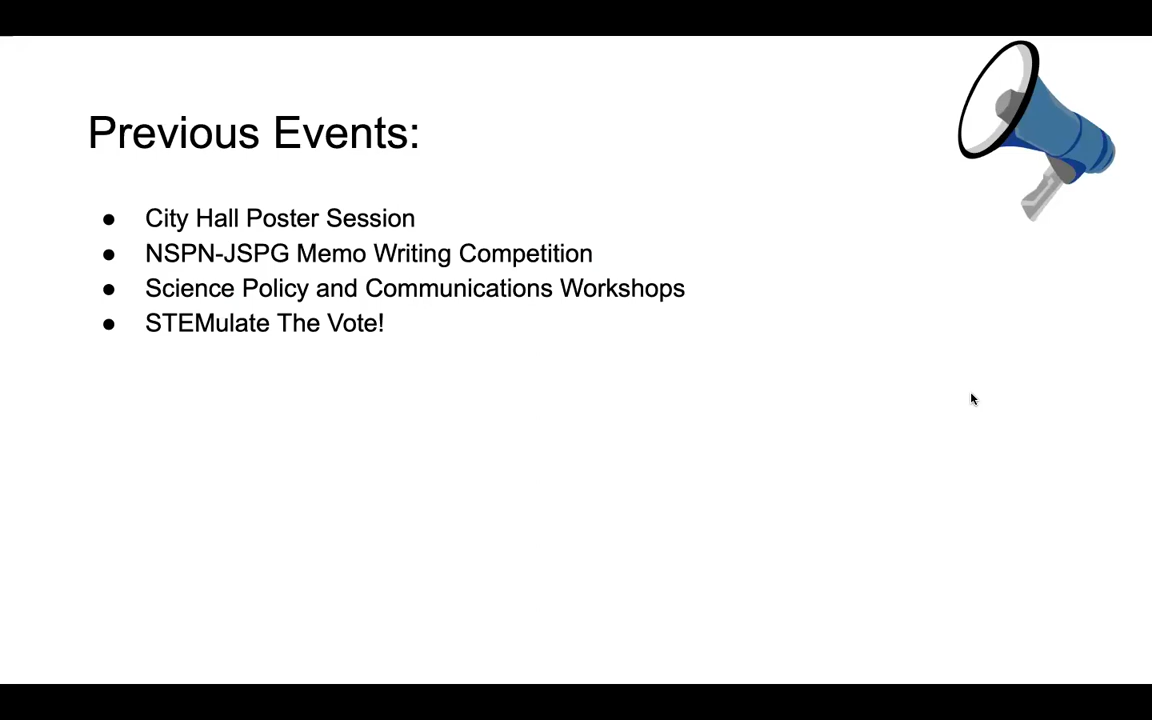 Previous Events:
● City Hall Poster Session
● NSPN-JSPG Memo Writing Competition
● Science Policy and Communications Workshops
● STEMulate The Vote!